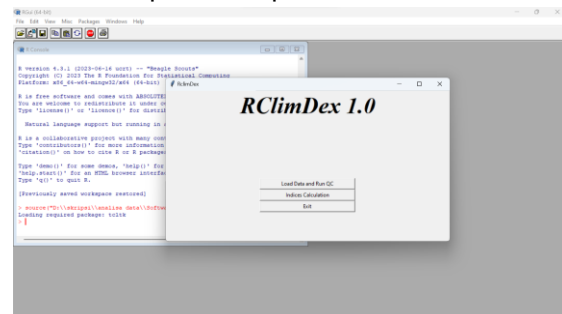 RGui (64-bit)
File Edit View Misc Packages Windows Help
R Console
R version 4.3.1 (2023-06-16 ucrt) -- "Beagle Scouts"
Copyright (C) 2023 The R Foundation for Statistical Computing
Platform: x86_64-w64-mingw32/x64 (64-bit)
R is free software and comes with ABSOLUTE
You are welcome to redistribute it under ce
Type 'license()' or 'licence()' for distrib
Natural language support but running in a
R is a collaborative project with many con
Type 'contributors()' for more information
'citation()' on how to cite R or R package
Type 'demo()' for some demos, 'help()' for
'help.start()' for an HTML browser interfa
Type 'q()' to quit R.
[Previously saved workspace restored]
> source("D:\\skripsi\\analisa data\\Softwa
Loading required package: tcltk
>
RClimDex
RClimDex 1.0
Load Data and Run QC
Indices Calculation
Exit